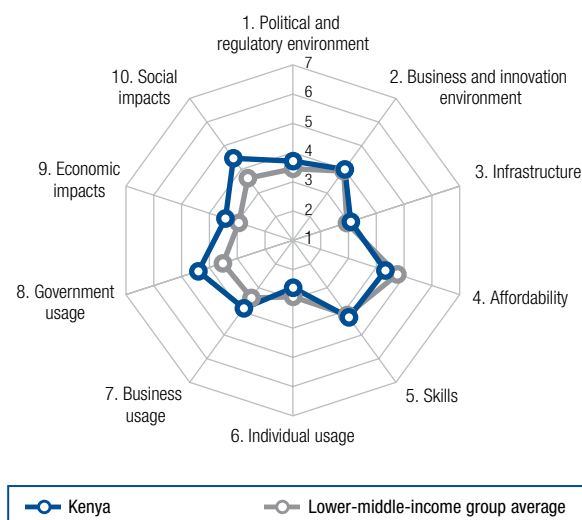 1. Political and
regulatory environment
10. Social
impacts
2. Business and innovation
environment
9. Economic
impacts
3. Infrastructure
8. Government
usage
4. Affordability
7. Business
usage
5. Skills
6. Individual usage
7
6
5
4
3
2
1
Kenya
Lower-middle-income group average